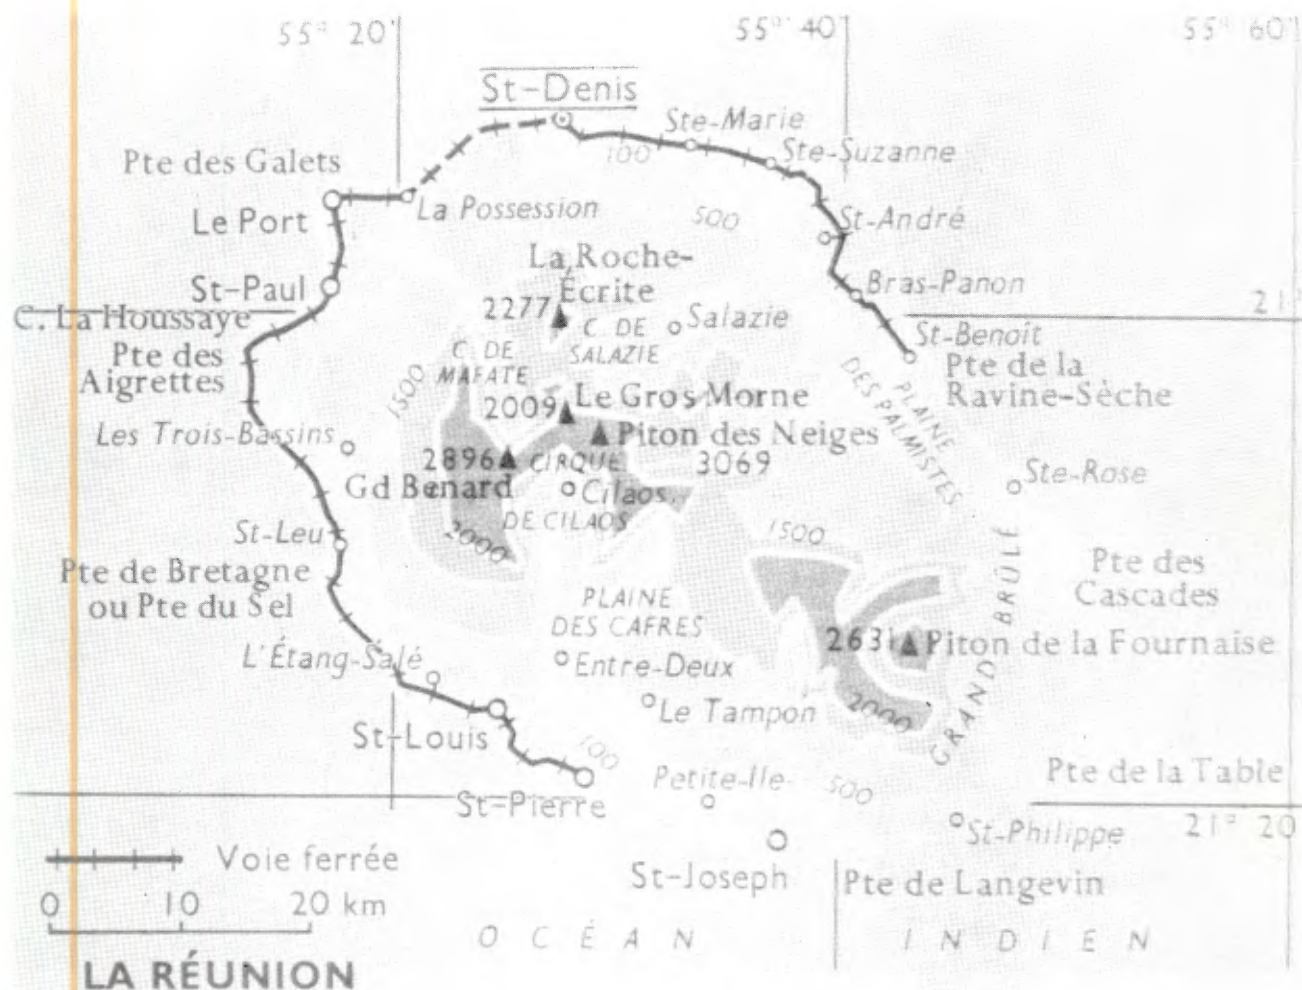 55° 20'
55° 40'
55° 60'
St-Denis
Ste-Marie
100
Ste-Suzanne
Pte des Galets
La Possession
Le Port
500
St-André
La Roche-
Écrite
St-Paul
Bras-Panon
2277
Salazie
21°
C. La Houssaye
C. DE
SALAZIE
St-Benoît
Pte des
Aigrettes
C. DE
MAFATE
Pte de la
Ravine-Sèche
1500
2009
Le Gros Morne
PLAINE
DES PALMISTES
Les Trois-Bassins
Piton des Neiges
2896
CIRQUE
3069
Gd Bénard
Cilaos
DE CILAOS
Ste-Rose
St-Leu
2000
1500
Pte de Bretagne
ou Pte du Sel
PLAINE
DES CAFRES
Pte des
Cascades
GRAND BRÛLÉ
2631
Piton de la Fournaise
L'Étang-Salé
Entre-Deux
Le Tampon
2000
St-Louis
100
Petite-Ile
500
Pte de la Table
St-Pierre
St-Philippe
21° 20
Voie ferrée
St-Joseph
Pte de Langevin
0 10 20 km
OCÉAN INDIEN
LA RÉUNION